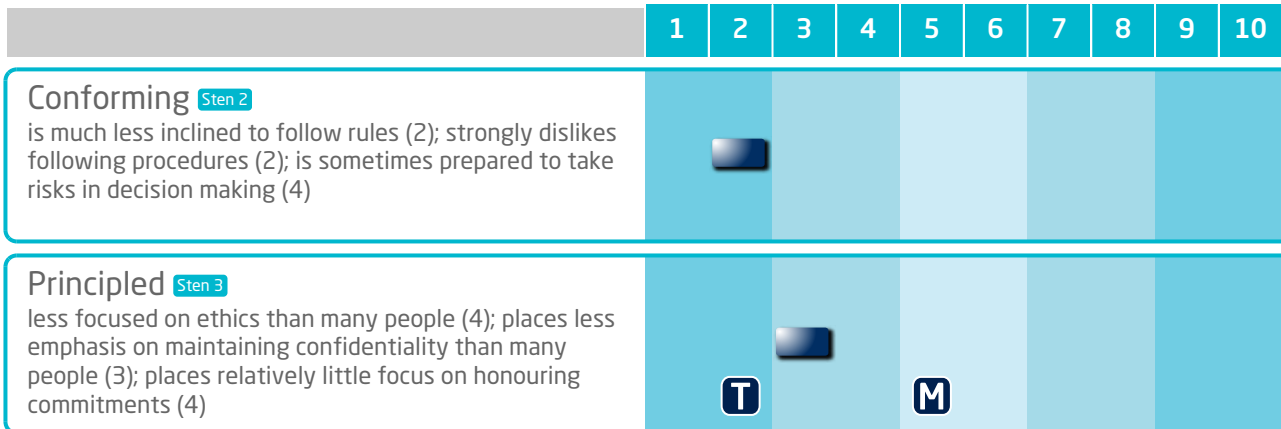 1 2 3 4 5 6 7 8 9 10
Conforming Sten 2
is much less inclined to follow rules (2); strongly dislikes
following procedures (2); is sometimes prepared to take
risks in decision making (4)
Principled Sten 3
less focused on ethics than many people (4); places less
emphasis on maintaining confidentiality than many
people (3); places relatively little focus on honouring
commitments (4)
T M